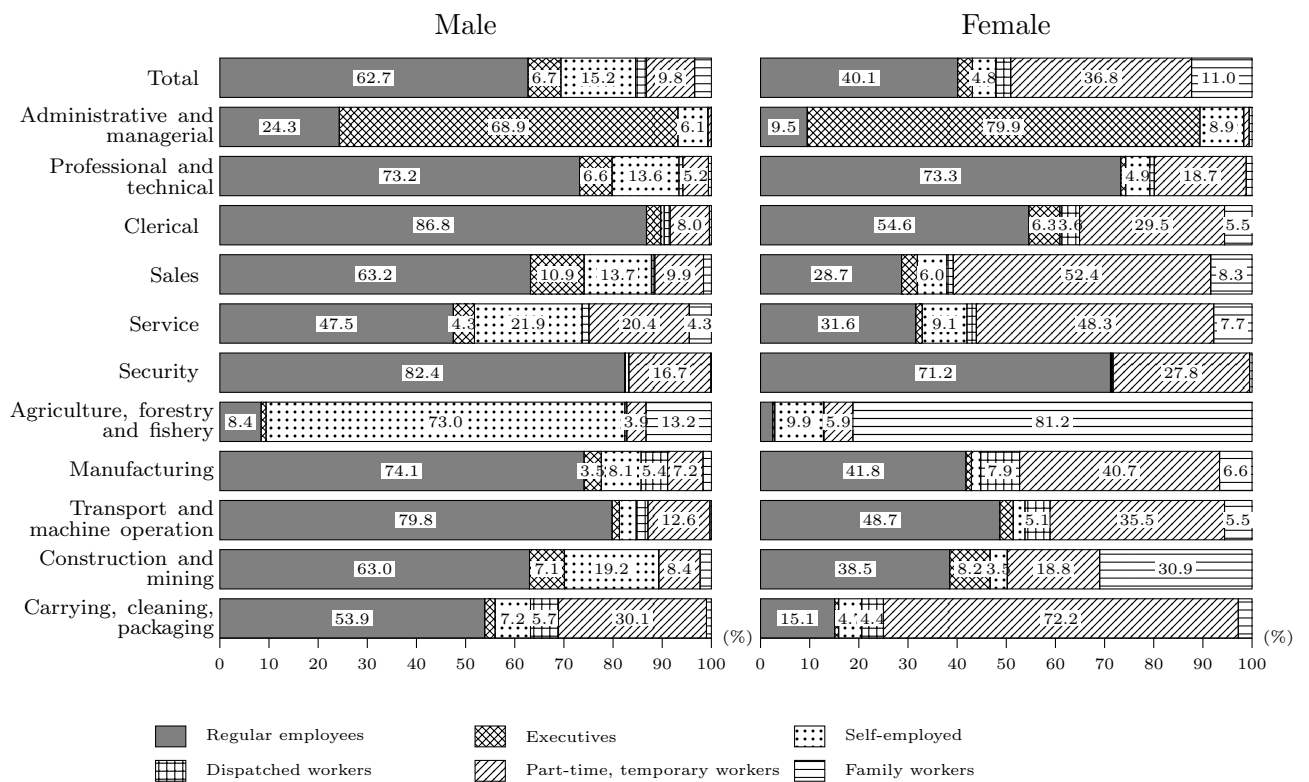 Male Female
Total 62.7 6.7 15.2 9.8 40.1 4.8 36.8 11.0
Administrative and
managerial 24.3 68.9 6.1 9.5 79.9 8.9
Professional and
technical 73.2 6.6 13.6 5.2 73.3 4.9 18.7
Clerical 86.8 8.0 54.6 6.3 3.6 29.5 5.5
Sales 63.2 10.9 13.7 9.9 28.7 6.0 52.4 8.3
Service 47.5 4.3 21.9 20.4 4.3 31.6 9.1 48.3 7.7
Security 82.4 16.7 71.2 27.8
Agriculture, forestry
and fishery 8.4 73.0 3.9 13.2 9.9 5.9 81.2
Manufacturing 74.1 3.5 8.1 5.4 7.2 41.8 7.9 40.7 6.6
Transport and
machine operation 79.8 12.6 48.7 5.1 35.5 5.5
Construction and
mining 63.0 7.1 19.2 8.4 38.5 8.2 3.5 18.8 30.9
Carrying, cleaning,
packaging 53.9 7.2 5.7 30.1 15.1 4.4 72.2
(%) (%)
0 10 20 30 40 50 60 70 80 90 100 0 10 20 30 40 50 60 70 80 90 100
Regular employees Executives Self-employed
Dispatched workers Part-time, temporary workers Family workers